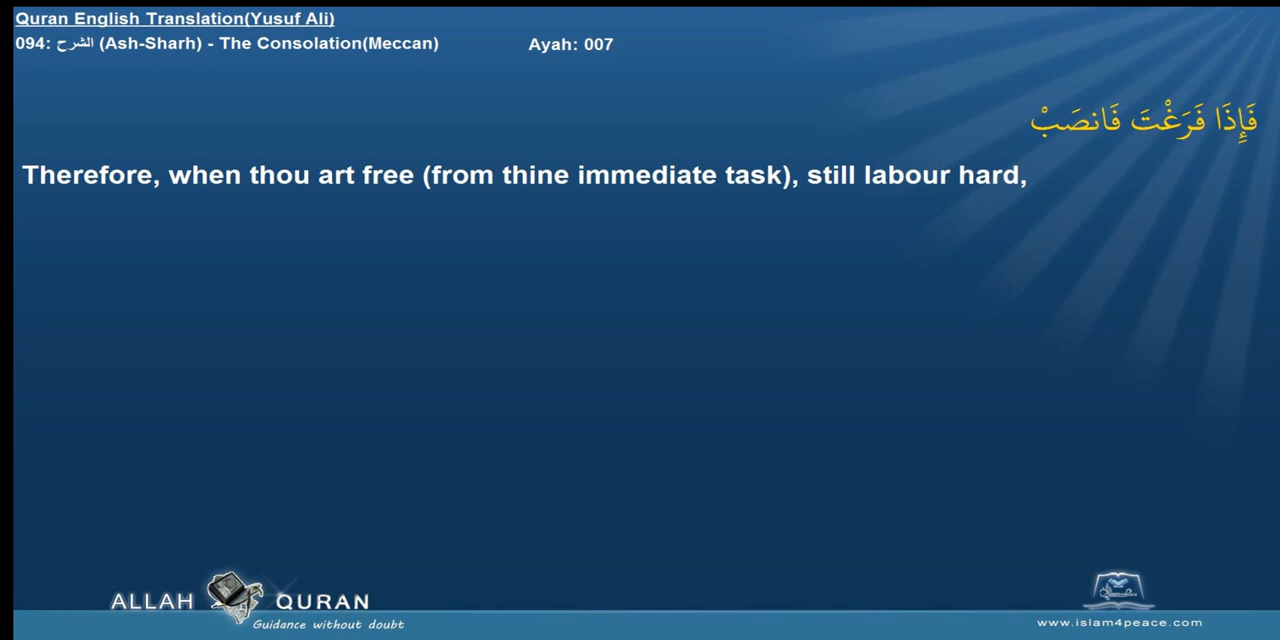 Quran English Translation(Yusuf Ali)
094: الشرح (Ash-Sharh) - The Consolation(Meccan) Ayah: 007
فَإِذَا فَرَغْتَ فَانصَبْ
Therefore, when thou art free (from thine immediate task), still labour hard,
ALLAH QURAN
Guidance without doubt
www.islam4peace.com